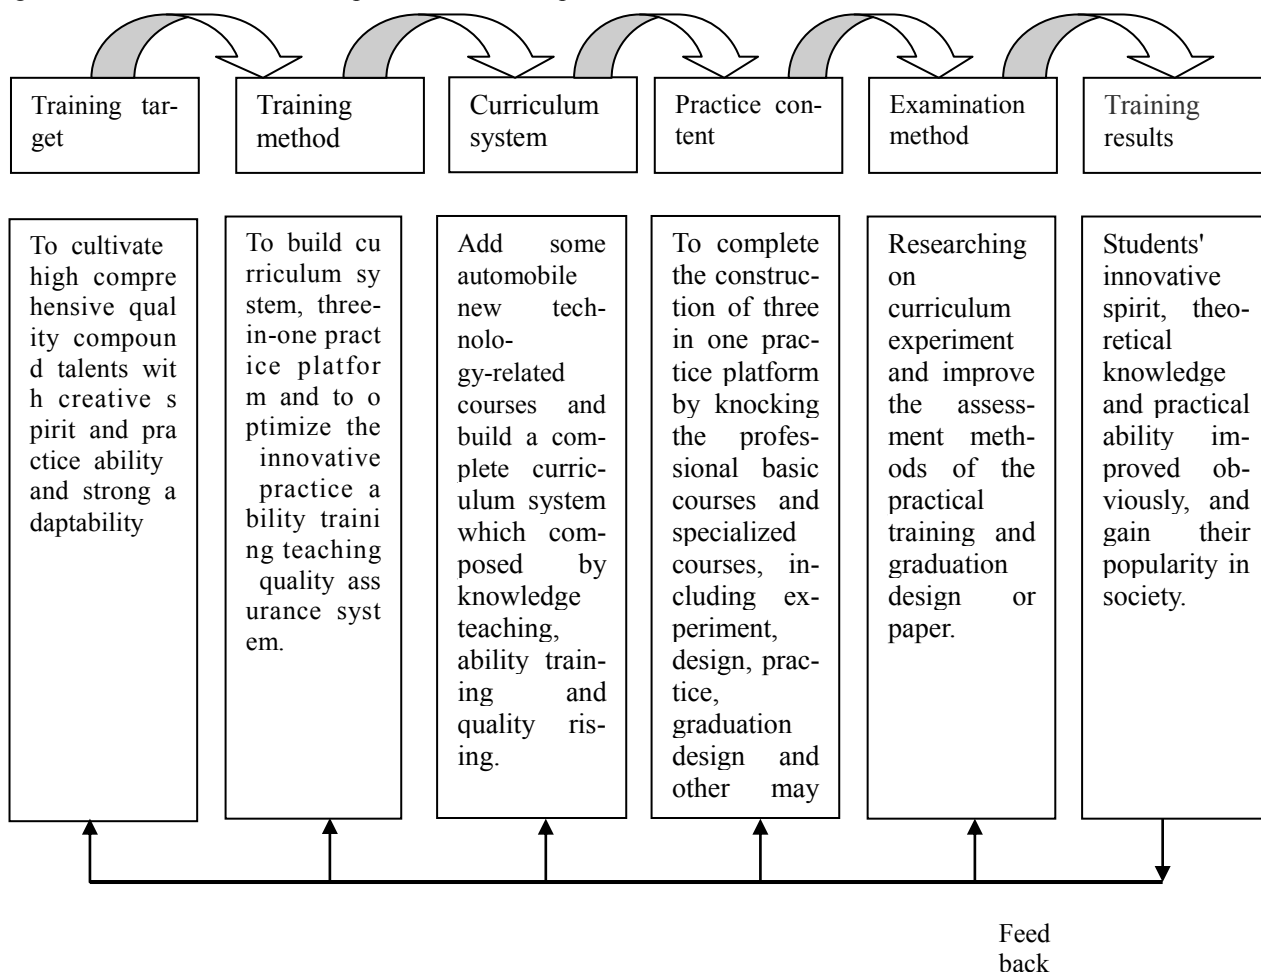 Training tar-
get
Training
method
Curriculum
system
Practice con-
tent
Examination
method
Training
results
To cultivate
high compre
hensive qual
ity compoun
d talents wit
h creative s
pirit and pra
ctice ability
and strong a
daptability
To build cu
rriculum sy
stem, three-
in-one pract
ice platfor
m and to o
ptimize the
innovative
practice a
bility traini
ng teaching
quality ass
urance syst
em.
Add some
automobile
new tech-
nolo-
gy-related
courses and
build a com-
plete curric-
ulum system
which com-
posed by
knowledge
teaching,
ability train-
ing and
quality ris-
ing.
To complete
the construc-
tion of three
in one prac-
tice platform
by knocking
the profes-
sional basic
courses and
specialized
courses, in-
cluding ex-
periment,
design, prac-
tice,
graduation
design and
other may
Researching
on
curriculum
experiment
and improve
the assess-
ment meth-
ods of the
practical
training and
graduation
design or
paper.
Students'
innovative
spirit, theo-
retical
knowledge
and practical
ability im-
proved ob-
viously, and
gain their
popularity in
society.
Feed
back